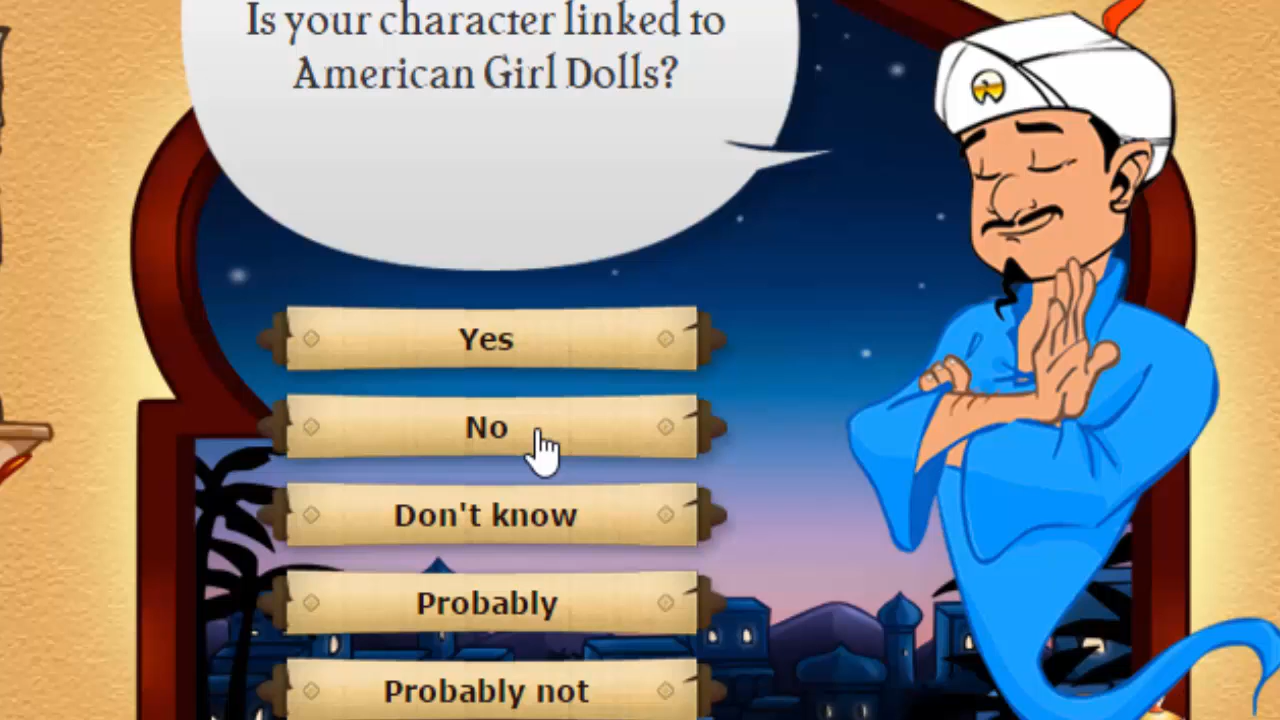 Is your character linked to
American Girl Dolls?
Yes
No
Don't know
Probably
Probably not